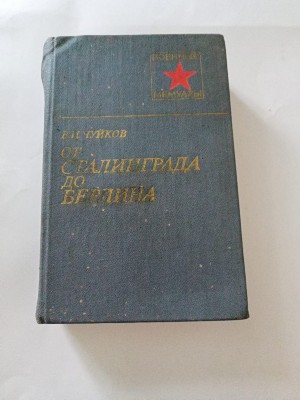 ВОЕННЫЕ
МЕМУАРЫ
В.И. ЧУЙКОВ
ОТ
СТАЛИНГРАДА
ДО
БЕРЛИНА